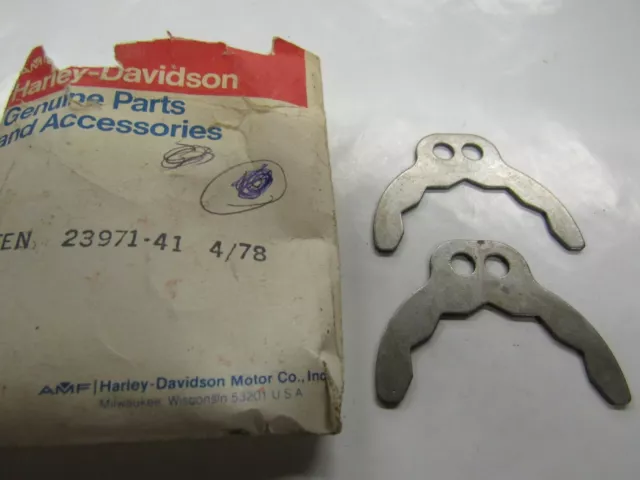 AMF
Harley-Davidson
Genuine Parts
and Accessories
EN 23971-41 4/78
AMF | Harley-Davidson Motor Co., Inc.
Milwaukee, Wisconsin 53201 U.S.A